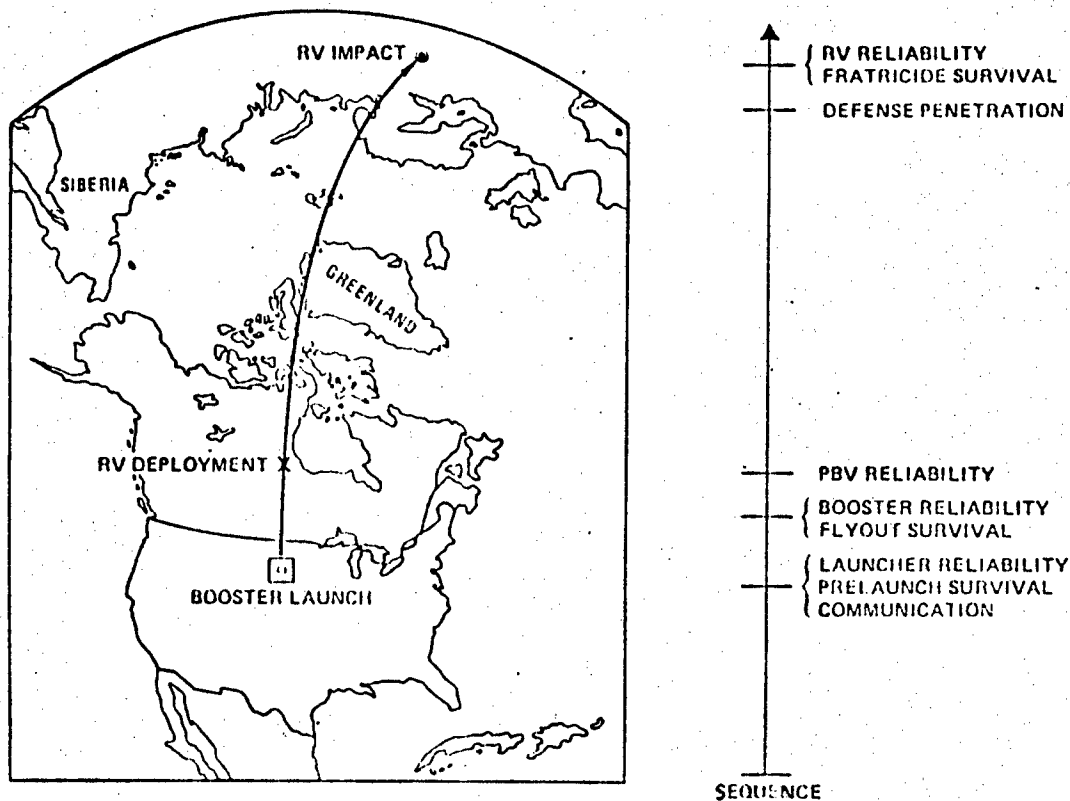 RV IMPACT
SIBERIA
GREENLAND
RV DEPLOYMENT X
BOOSTER LAUNCH
RV RELIABILITY
FRATRICIDE SURVIVAL
DEFENSE PENETRATION
PBV RELIABILITY
BOOSTER RELIABILITY
FLYOUT SURVIVAL
LAUNCHER RELIABILITY
PRELAUNCH SURVIVAL
COMMUNICATION
SEQUENCE